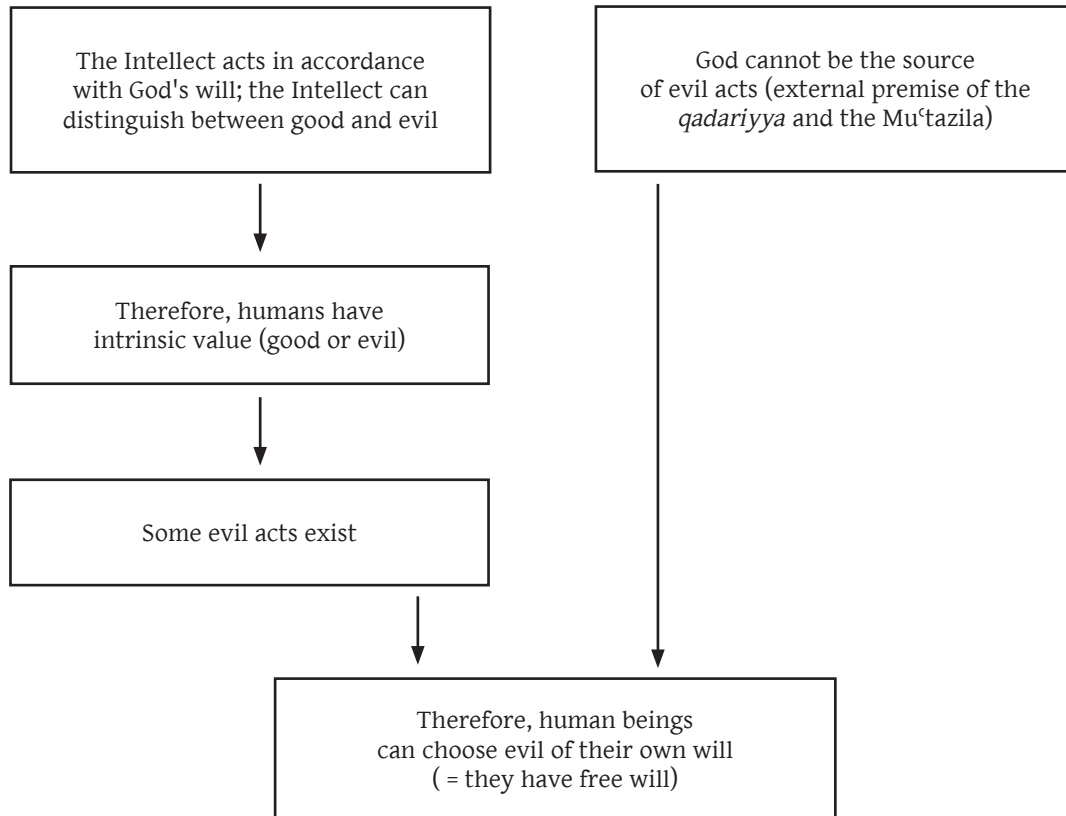 The Intellect acts in accordance
with God's will; the Intellect can
distinguish between good and evil
God cannot be the source
of evil acts (external premise of the
qadariyya and the Muʿtazila)
Therefore, humans have
intrinsic value (good or evil)
Some evil acts exist
Therefore, human beings
can choose evil of their own will
( = they have free will)